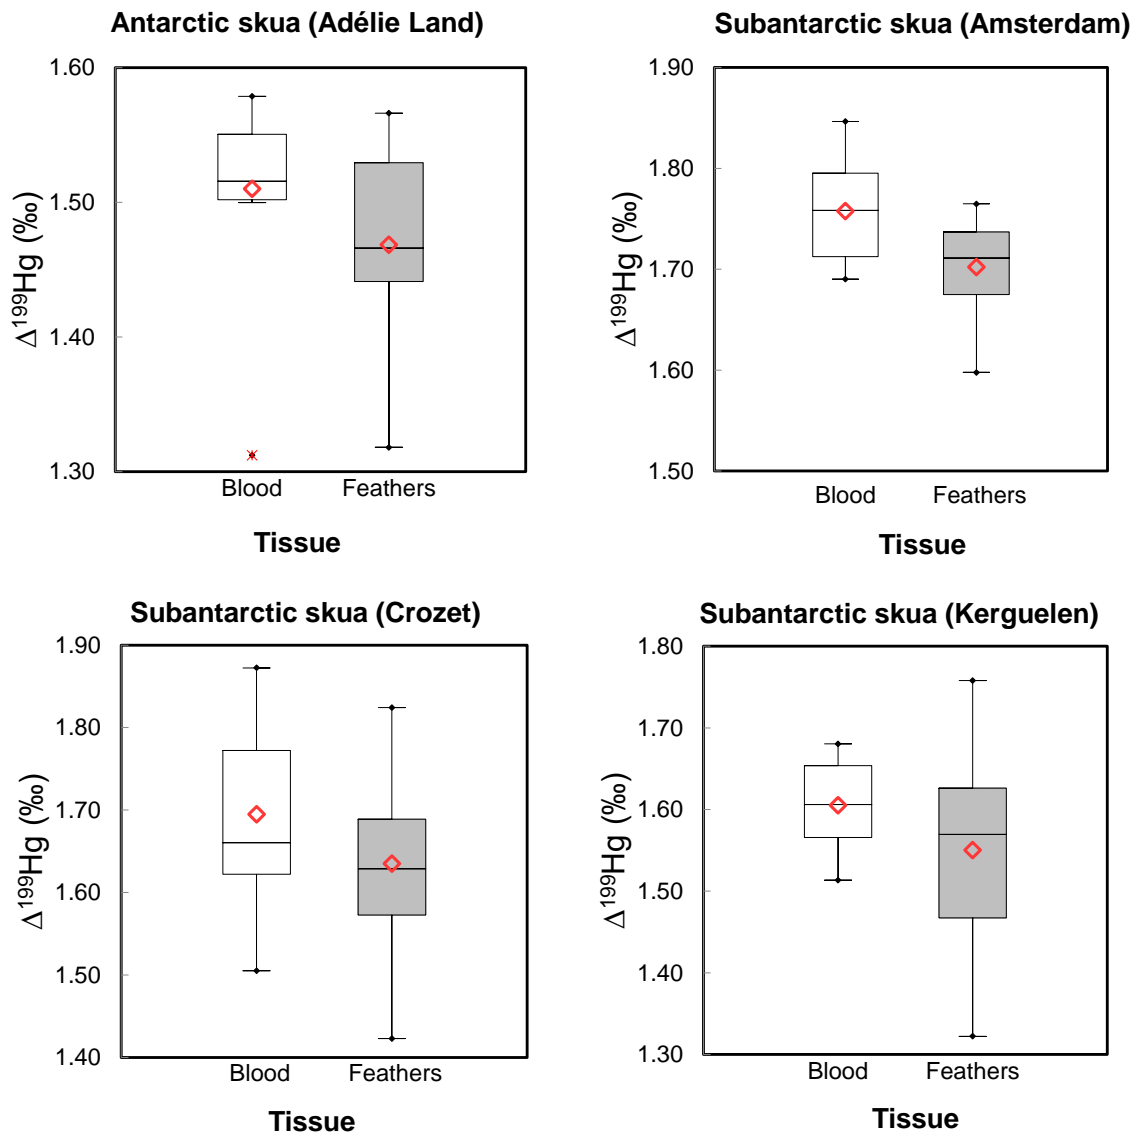 Antarctic skua (Adélie Land)
1.60
1.50
1.40
1.30
Δ¹⁹⁹Hg (‰)
Blood Feathers
Tissue
Subantarctic skua (Amsterdam)
1.90
1.80
1.70
1.60
1.50
Δ¹⁹⁹Hg (‰)
Blood Feathers
Tissue
Subantarctic skua (Crozet)
1.90
1.80
1.70
1.60
1.50
1.40
Δ¹⁹⁹Hg (‰)
Blood Feathers
Tissue
Subantarctic skua (Kerguelen)
1.80
1.70
1.60
1.50
1.40
1.30
Δ¹⁹⁹Hg (‰)
Blood Feathers
Tissue